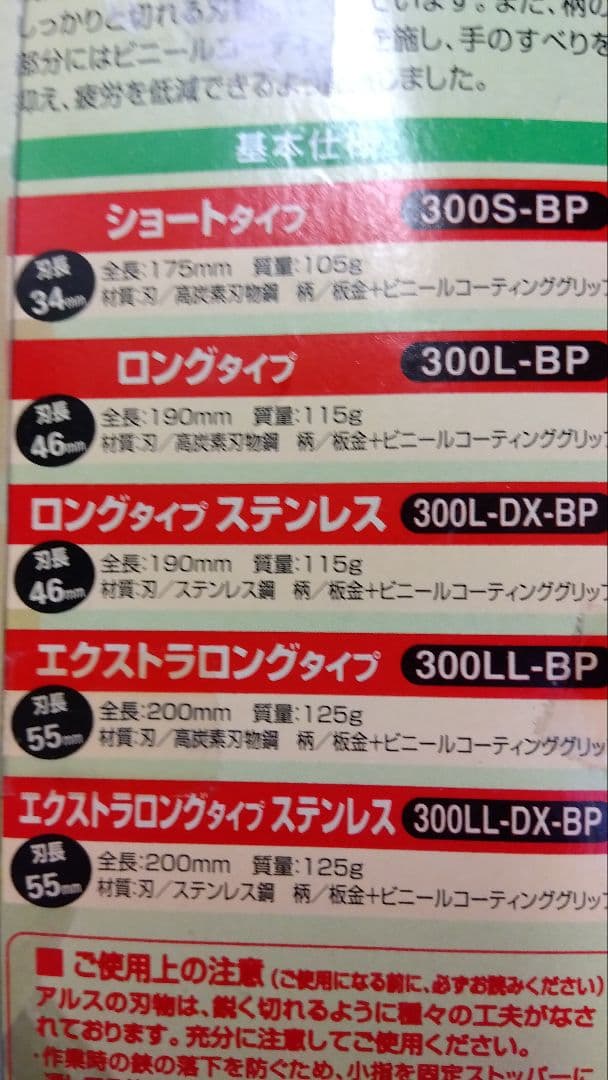 しっかりと切れる刃
ています。また、柄の
部分にはビニールコーティ を施し、手のすべりを
抑え、疲労を低減できるよ しました。
基本仕様
ショートタイプ 300S-BP
刃長 34mm
全長:175mm 質量:105g
材質:刃/高炭素刃物鋼 柄/板金+ビニールコーティンググリップ
ロングタイプ 300L-BP
刃長 46mm
全長:190mm 質量:115g
材質:刃/高炭素刃物鋼 柄/板金+ビニールコーティンググリップ
ロングタイプ ステンレス 300L-DX-BP
刃長 46mm
全長:190mm 質量:115g
材質:刃/ステンレス鋼 柄/板金+ビニールコーティンググリップ
エクストラロングタイプ 300LL-BP
刃長 55mm
全長:200mm 質量:125g
材質:刃/高炭素刃物鋼 柄/板金+ビニールコーティンググリッ
エクストラロングタイプ ステンレス 300LL-DX-BP
刃長 55mm
全長:200mm 質量:125g
材質:刃/ステンレス鋼 柄/板金+ビニールコーティンググリッ
■ ご使用上の注意(ご使用になる前に、必ずお読みください)
アルスの刃物は、鋭く切れるように種々の工夫がなさ
れております。充分に注意してご使用ください。
・作業時の鋏の落下を防ぐため、小指を固定ストッパーに